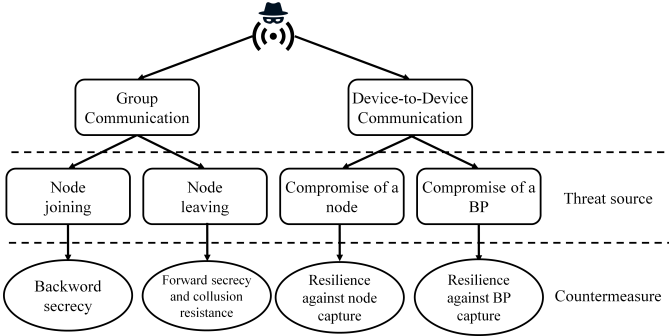 Group
Communication
Device-to-Device
Communication
Node
joining
Node
leaving
Compromise of a
node
Compromise of a
BP
Threat source
Backword
secrecy
Forward secrecy
and collusion
resistance
Resilience
against node
capture
Resilience
against BP
capture
Countermeasure